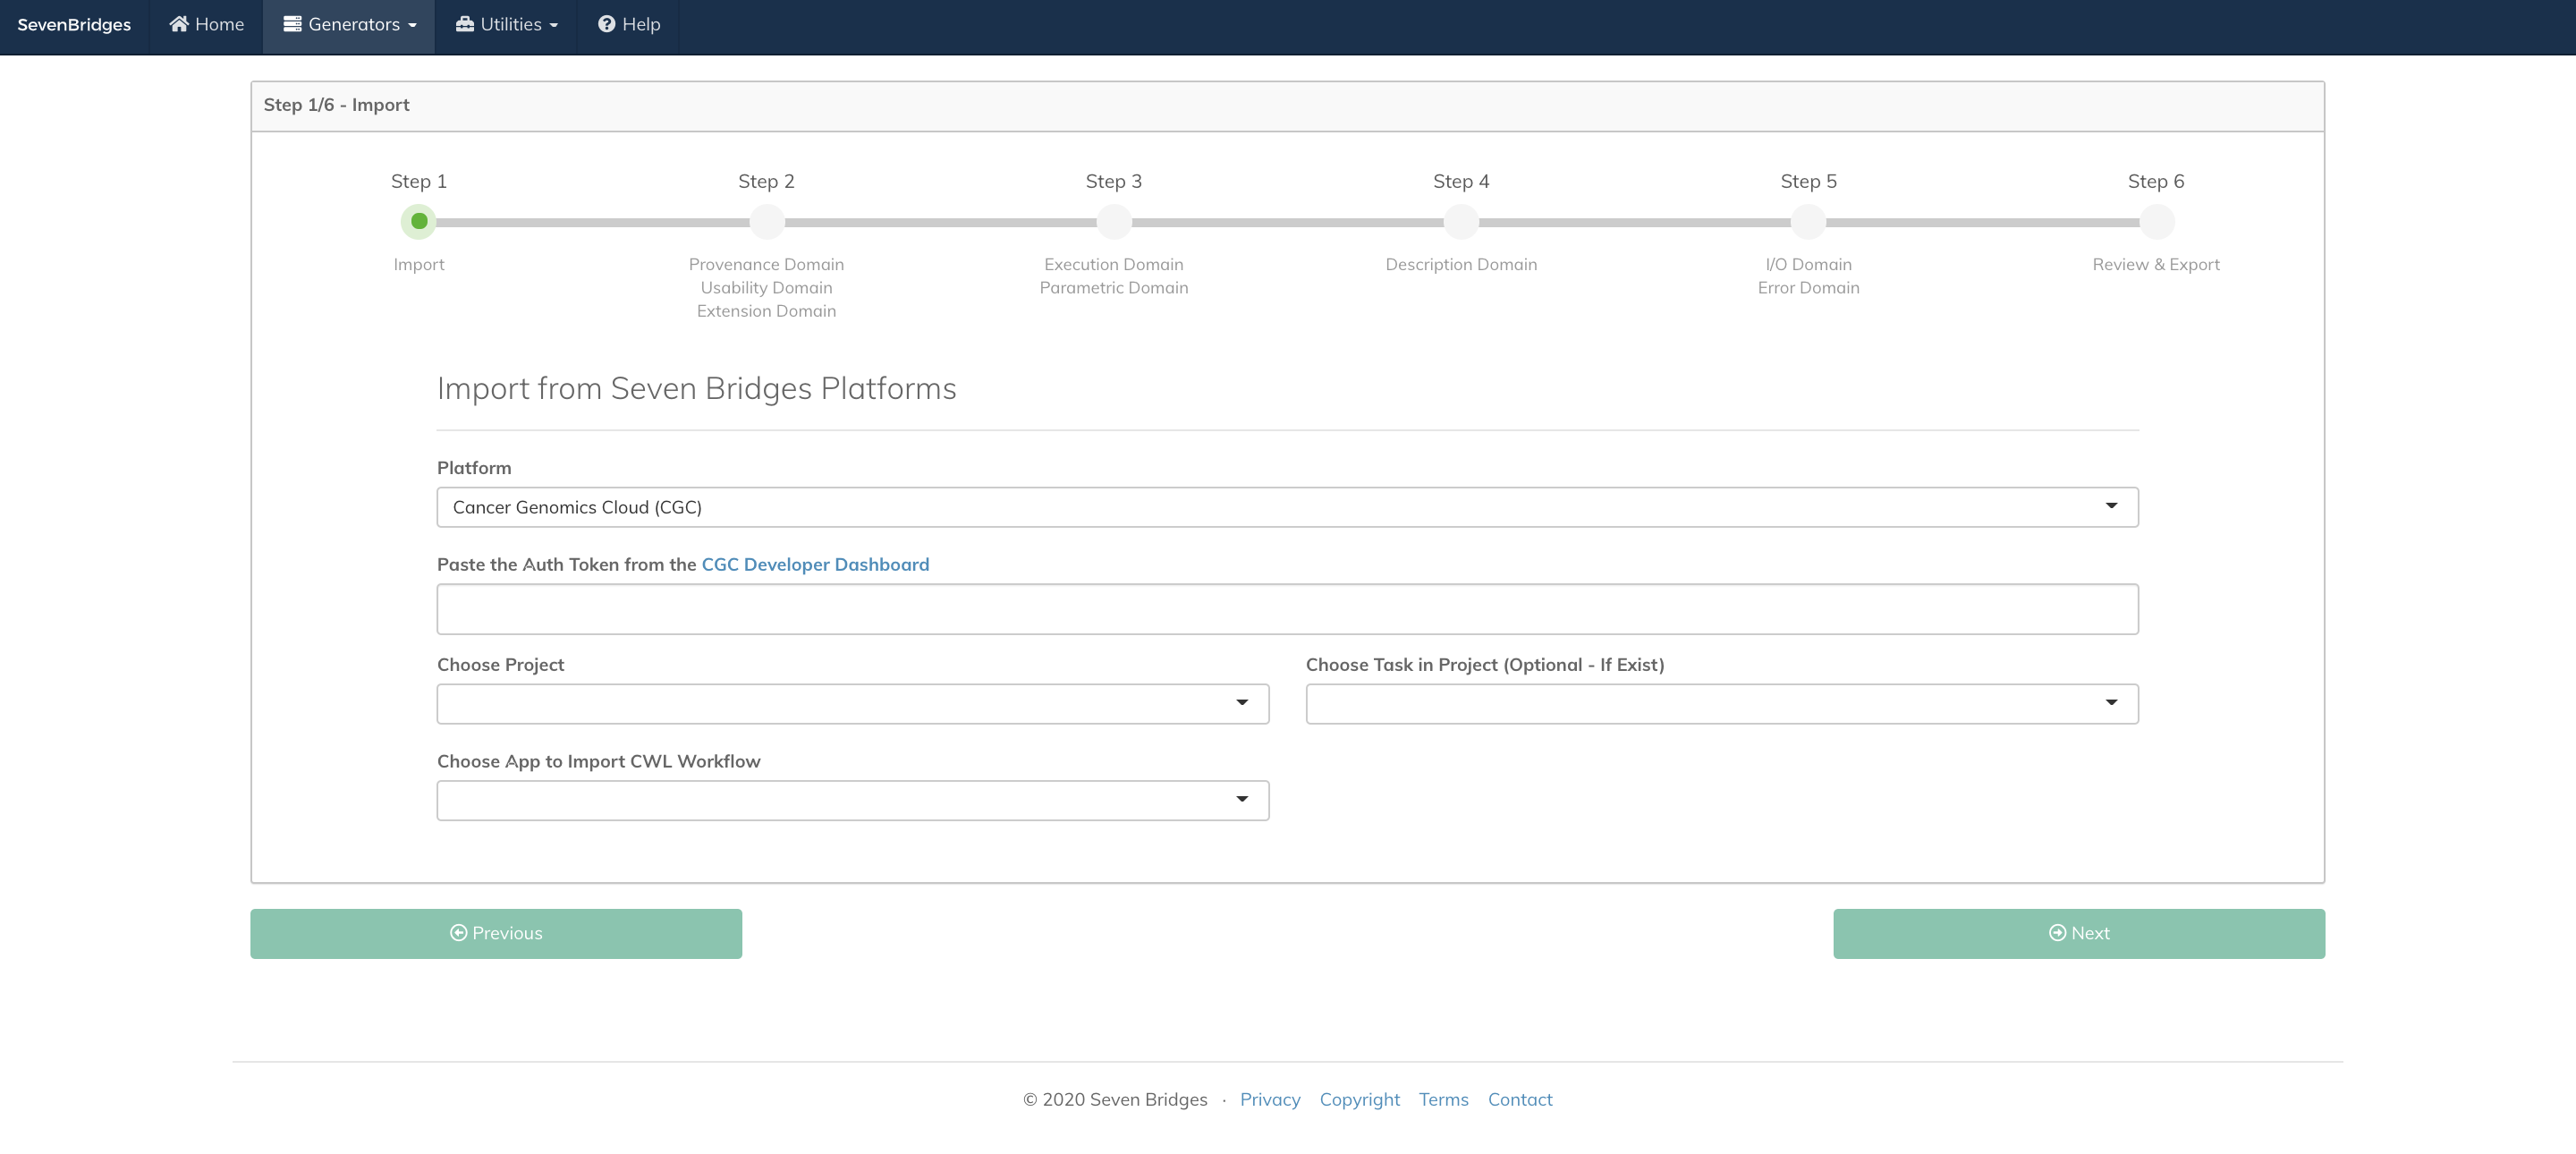 SevenBridges Home Generators Utilities Help
Step 1/6 - Import
Step 1 Step 2 Step 3 Step 4 Step 5 Step 6
Import Provenance Domain Execution Domain Description Domain I/O Domain Review & Export
Usability Domain Parametric Domain Error Domain
Extension Domain
Import from Seven Bridges Platforms
Platform
Cancer Genomics Cloud (CGC)
Paste the Auth Token from the CGC Developer Dashboard
Choose Project Choose Task in Project (Optional - If Exist)
Choose App to Import CWL Workflow
Previous Next
© 2020 Seven Bridges · Privacy Copyright Terms Contact